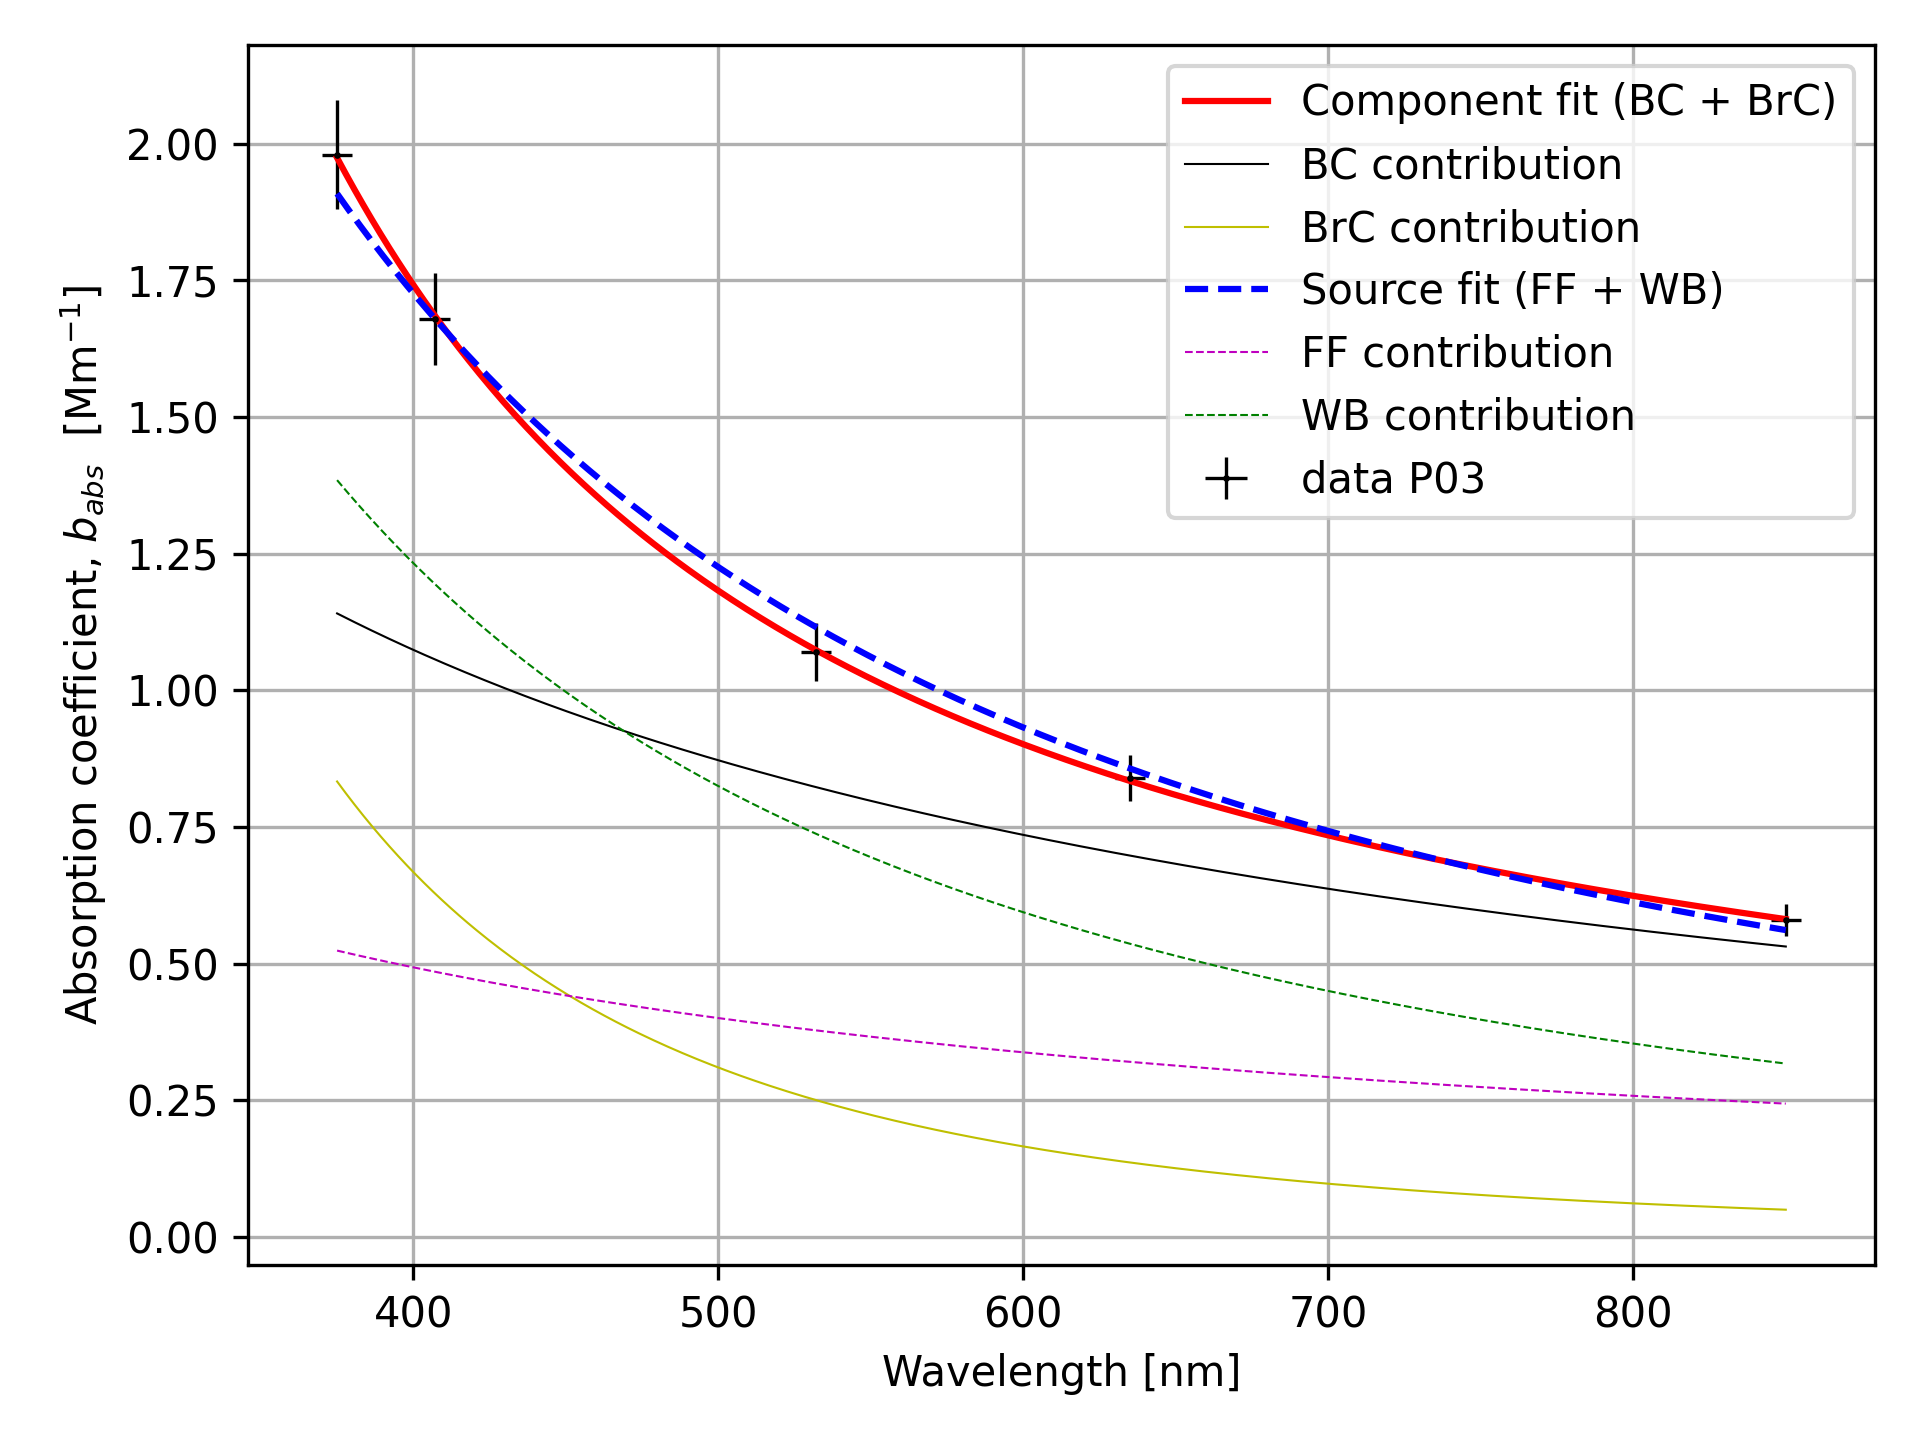 Component fit (BC + BrC)
BC contribution
BrC contribution
Source fit (FF + WB)
FF contribution
WB contribution
data P03
2.00
1.75
1.50
1.25
1.00
0.75
0.50
0.25
0.00
Absorption coefficient, b_abs [Mm⁻¹]
400 500 600 700 800
Wavelength [nm]